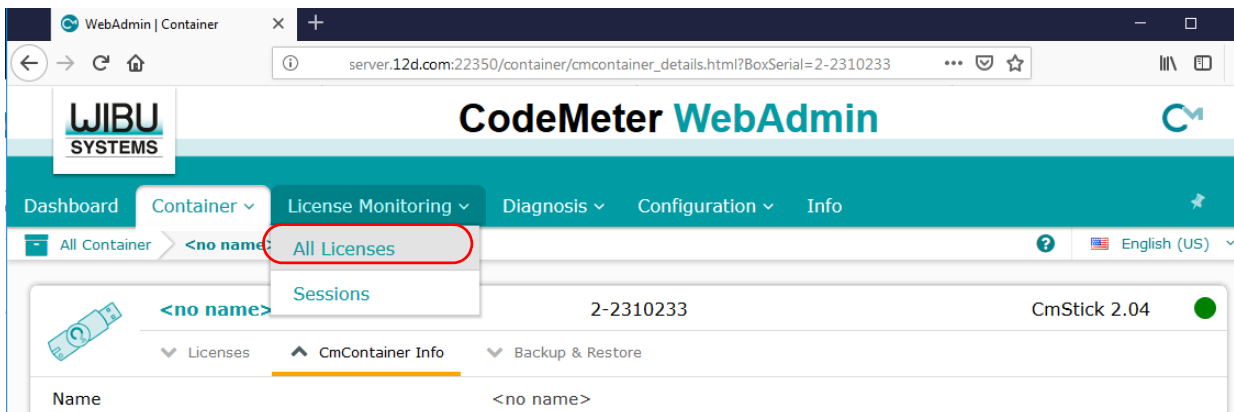 WebAdmin | Container
server.12d.com:22350/container/cmcontainer_details.html?BoxSerial=2-2310233
WIBU
SYSTEMS
CodeMeter WebAdmin
CM
Dashboard Container License Monitoring Diagnosis Configuration Info
All Container <no name> English (US)
All Licenses
Sessions
<no name> 2-2310233 CmStick 2.04
Licenses CmContainer Info Backup & Restore
Name <no name>